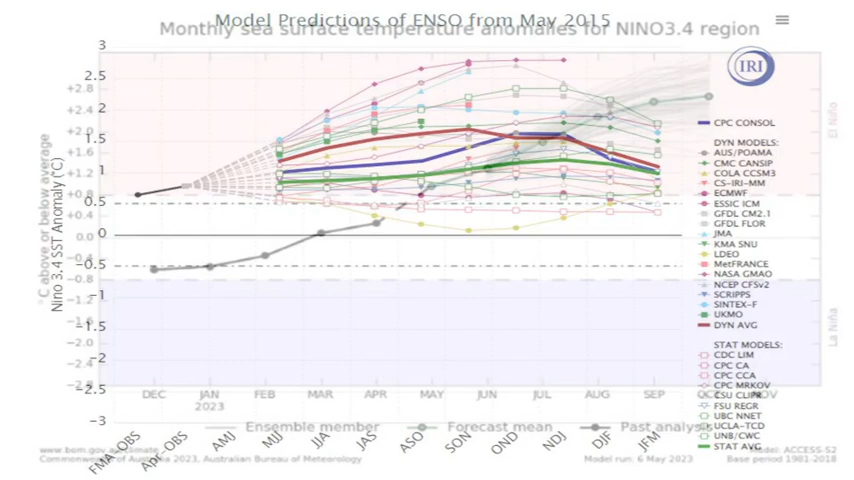 Model Predictions of ENSO from May 2015
Monthly sea surface temperature anomalies for NINO3.4 region
IRI
3
2.5
+2.8
+2.4
2
+2.0
1.5
+1.6
1
+1.2
+0.8
0.5
+0.4
0
0.0
-0.5
-0.8
-1
-1.2
-1.5
-1.6
-2
-2.0
-2.4
-2.5
-3
°C above or below average
Nino 3.4 SST Anomaly (°C)
El Niño
La Niña
CPC CONSOL
DYN MODELS:
AUS/POAMA
CMC CANSIP
COLA CCSM3
CS-IRI-MM
ECMWF
ESSIC ICM
GFDL CM2.1
GFDL FLOR
JMA
KMA SNU
LDEO
MetFRANCE
NASA GMAO
NCEP CFSv2
SCRIPPS
SINTEX-F
UKMO
DYN AVG
STAT MODELS:
CDC LIM
CPC CA
CPC CCA
CPC MRKOV
CSU CLIPR
FSU REGR
UBC NNET
UCLA-TCD
UNB/CWC
STAT AVG
DEC JAN FEB MAR APR MAY JUN JUL AUG SEP OCT NOV
2023
FMA-OBS Apr-OBS AMJ MJJ JJA JAS ASO SON OND NDJ DJF JFM
Ensemble member Forecast mean Past analysis
www.bom.gov.au/climate Model: ACCESS-S2
Commonwealth of Australia 2023, Australian Bureau of Meteorology Model run: 6 May 2023 Base period 1981-2018